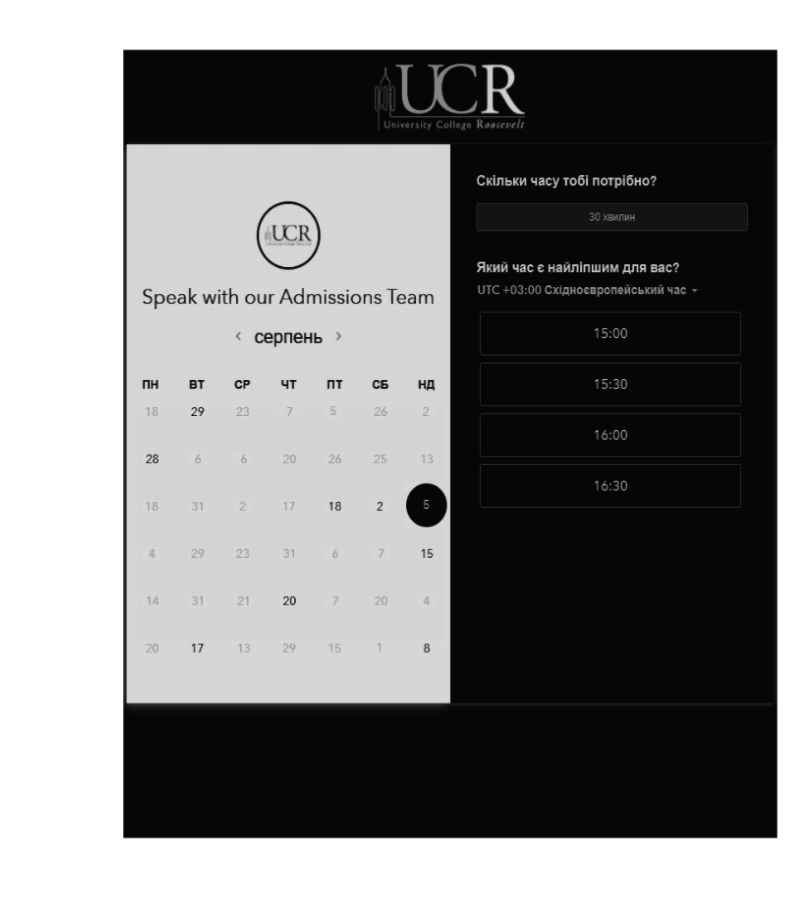 UCR
University College Roosevelt
UCR
Speak with our Admissions Team
‹ серпень ›
ПН ВТ СР ЧТ ПТ СБ НД
18 29 23 7 5 26 2
28 6 6 20 26 25 13
18 31 2 17 18 2 5
4 29 23 31 6 7 15
14 31 21 20 7 20 4
20 17 13 29 15 1 8
Скільки часу тобі потрібно?
30 хвилин
Який час є найліпшим для вас?
UTC +03:00 Східноєвропейський час
15:00
15:30
16:00
16:30